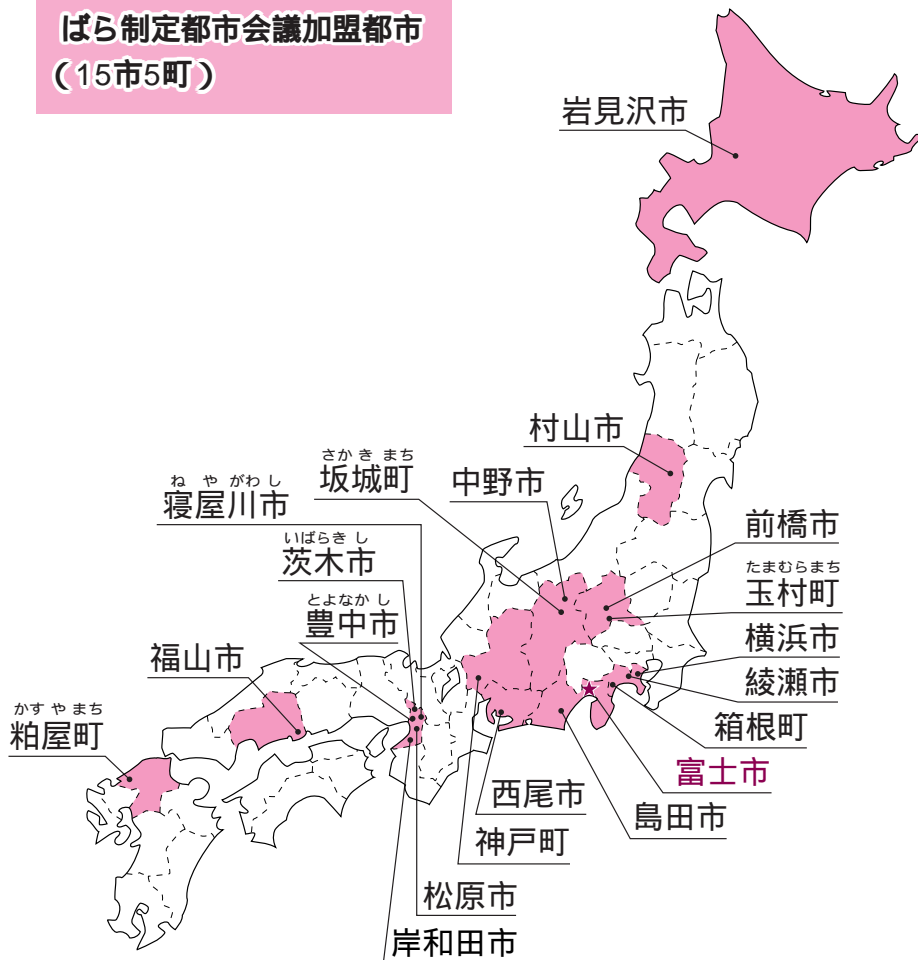 ばら制定都市会議加盟都市
(15市5町)
岩見沢市
村山市
さかきまち
坂城町
中野市
ねやがわし
寝屋川市
前橋市
いばらきし
茨木市
たまむらまち
玉村町
とよなかし
豊中市
横浜市
福山市
綾瀬市
かすやまち
粕屋町
箱根町
富士市
西尾市
島田市
神戸町
松原市
岸和田市